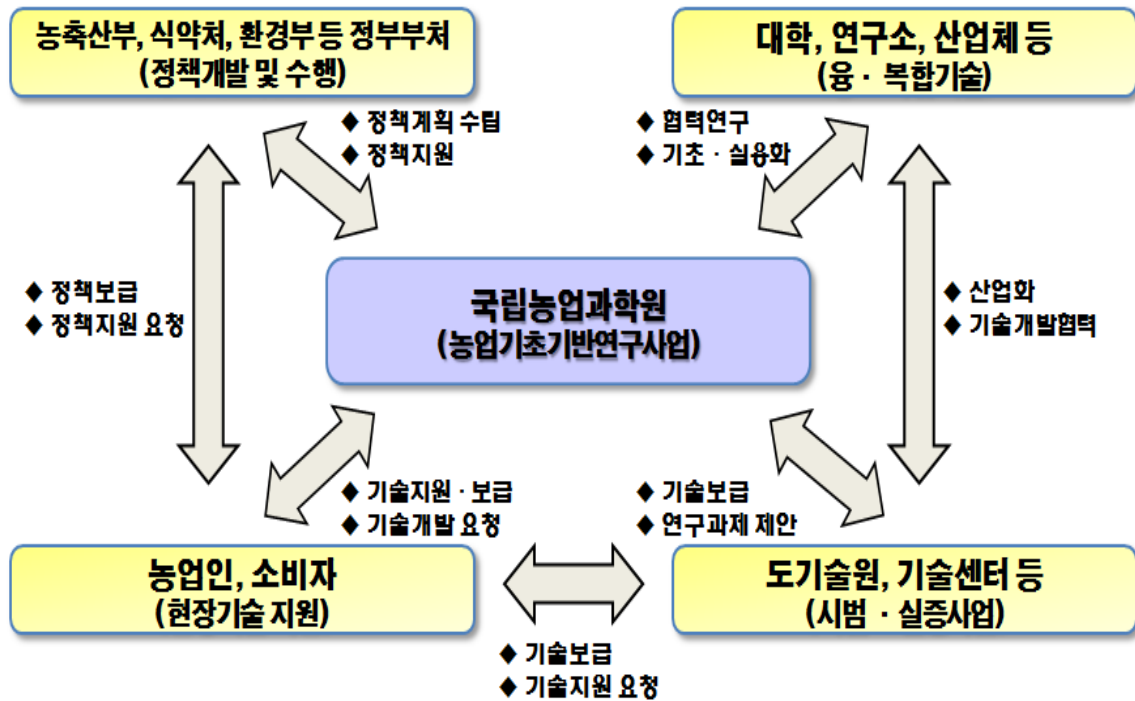 농축산부, 식약처, 환경부 등 정부부처
(정책개발 및 수행)
대학, 연구소, 산업체 등
(융 · 복합기술)
◆ 정책계획 수립
◆ 정책지원
◆ 협력연구
◆ 기초 · 실용화
◆ 정책보급
◆ 정책지원 요청
국립농업과학원
(농업기초기반연구사업)
◆ 산업화
◆ 기술개발협력
◆ 기술지원 · 보급
◆ 기술개발 요청
◆ 기술보급
◆ 연구과제 제안
농업인, 소비자
(현장기술 지원)
도기술원, 기술센터 등
(시범 · 실증사업)
◆ 기술보급
◆ 기술지원 요청